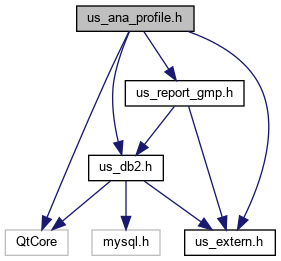 us_ana_profile.h
us_report_gmp.h
us_db2.h
QtCore
mysql.h
us_extern.h